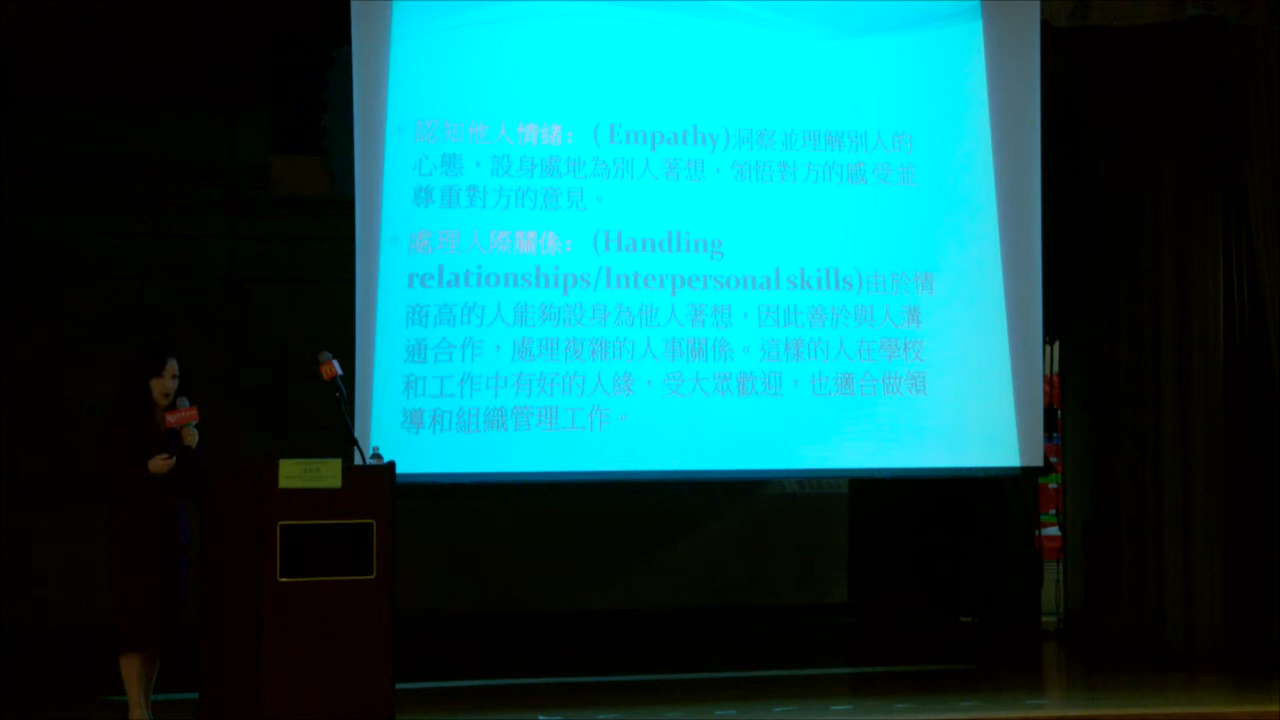 認知他人情緒：(Empathy)洞察並理解別人的
心態，設身處地為別人著想，領悟對方的感受並
尊重對方的意見。
處理人際關係：(Handling
relationships/Interpersonal skills)由於情
商高的人能夠設身為他人著想，因此善於與人溝
通合作，處理複雜的人事關係。這樣的人在學校
和工作中有好的人緣，受大眾歡迎，也適合做領
導和組織管理工作。